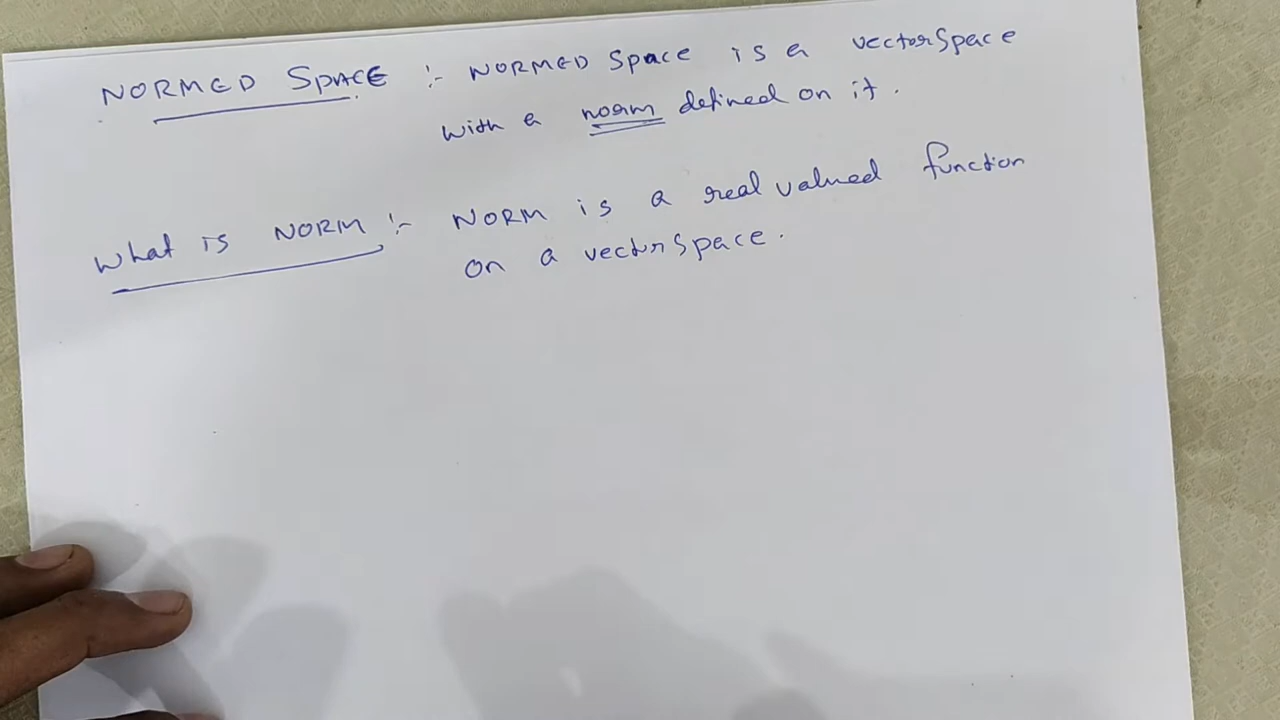 NORMED SPACE :- NORMED Space is a vectorspace
with a norm defined on it.
What is NORM :- NORM is a real valued function
on a vectorspace.